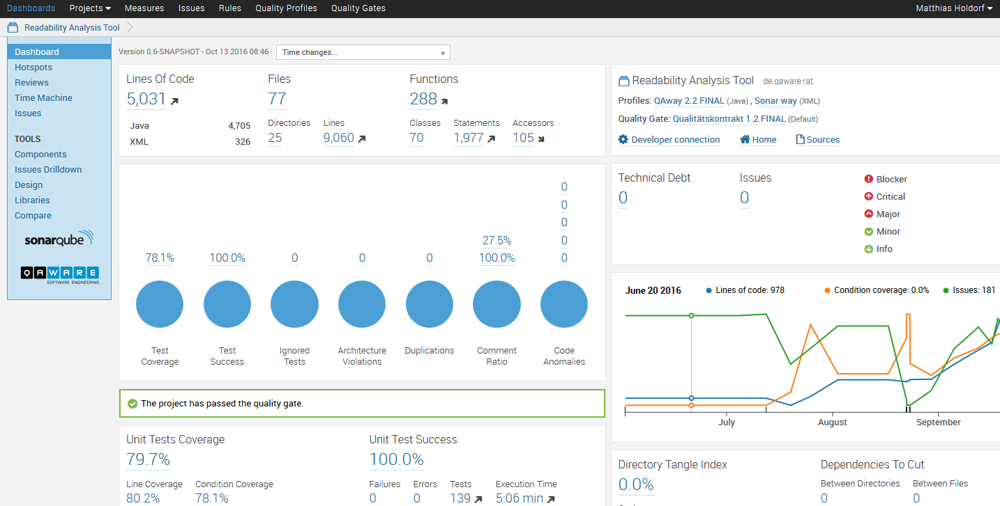 Dashboards Projects Measures Issues Rules Quality Profiles Quality Gates Matthias Holdorf
Readability Analysis Tool
Dashboard
Hotspots
Reviews
Time Machine
Issues
TOOLS
Components
Issues Drilldown
Design
Libraries
Compare
sonarqube
QAWARE
SOFTWARE ENGINEERING
Version 0.6-SNAPSHOT - Oct 13 2016 08:46 Time changes...
Lines Of Code Files Functions
5,031 77 288
Java 4,705
XML 326
Directories Lines Classes Statements Accessors
25 9,060 70 1,977 105
0
0
0
27.5% 0
78.1% 100.0% 0 0 0 100.0% 0
Test Coverage
Test Success
Ignored Tests
Architecture Violations
Duplications
Comment Ratio
Code Anomalies
The project has passed the quality gate.
Unit Tests Coverage Unit Test Success
79.7% 100.0%
Line Coverage Condition Coverage Failures Errors Tests Execution Time
80.2% 78.1% 0 0 139 5:06 min
Readability Analysis Tool de.qaware:rat
Profiles: QAway 2.2 FINAL (Java) , Sonar way (XML)
Quality Gate: Qualitätskontrakt 1.2 FINAL (Default)
Developer connection Home Sources
Technical Debt Issues
0 0
Blocker
Critical
Major
Minor
Info
June 20 2016 Lines of code: 978 Condition coverage: 0.0% Issues: 181
July August September
Directory Tangle Index Dependencies To Cut
0.0% Between Directories Between Files
0 0